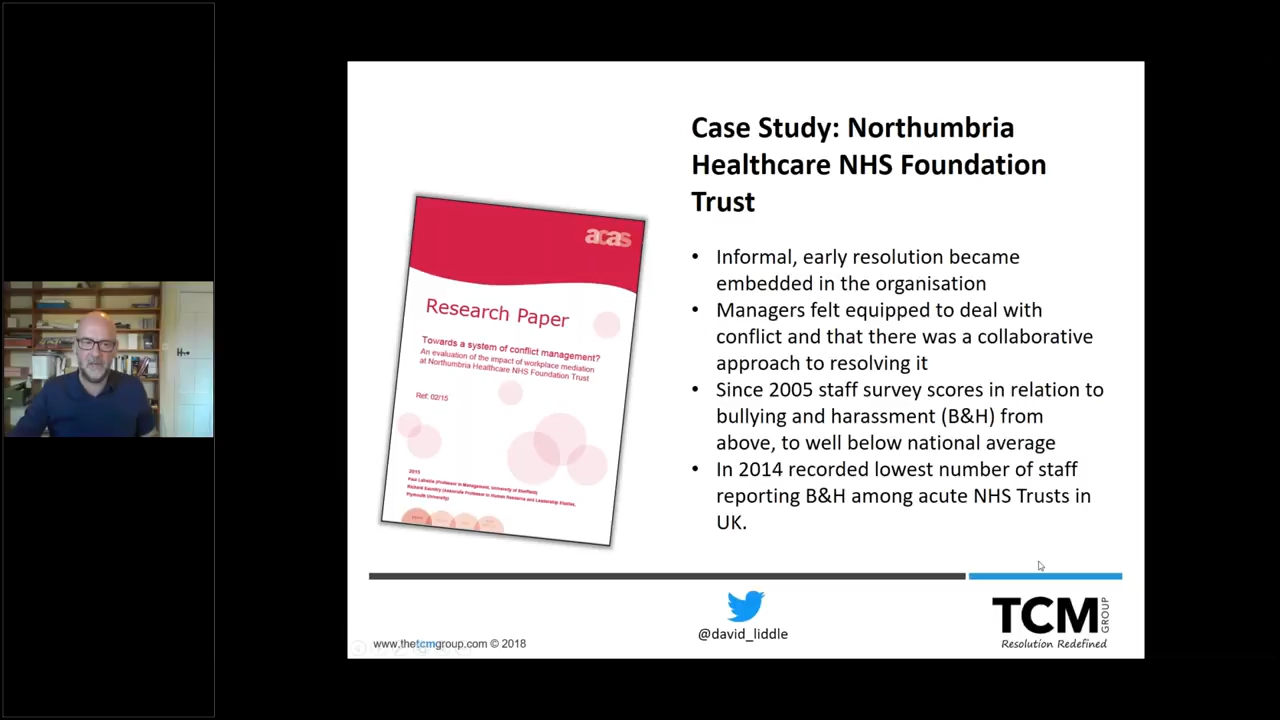 Case Study: Northumbria
Healthcare NHS Foundation
Trust
acas
Research Paper
Towards a system of conflict management?
An evaluation of the impact of workplace mediation
at Northumbria Healthcare NHS Foundation Trust
Ref: 02/15
2015
Paul Latreille (Professor in Management, University of Sheffield)
Richard Saundry (Associate Professor in Human Resource and Leadership Studies,
Plymouth University)
• Informal, early resolution became
embedded in the organisation
• Managers felt equipped to deal with
conflict and that there was a collaborative
approach to resolving it
• Since 2005 staff survey scores in relation to
bullying and harassment (B&H) from
above, to well below national average
• In 2014 recorded lowest number of staff
reporting B&H among acute NHS Trusts in
UK.
www.thetcmgroup.com © 2018
@david_liddle
TCM GROUP
Resolution Redefined